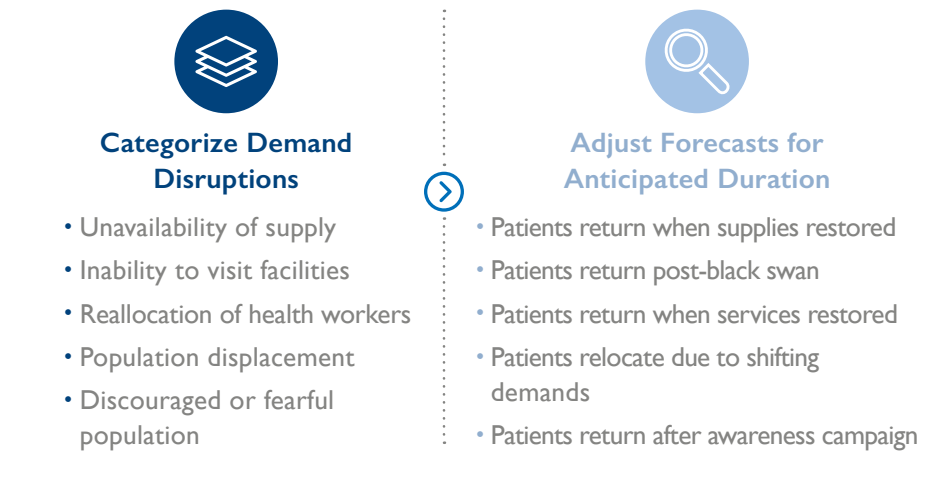 Categorize Demand
Disruptions
• Unavailability of supply
• Inability to visit facilities
• Reallocation of health workers
• Population displacement
• Discouraged or fearful
population
Adjust Forecasts for
Anticipated Duration
• Patients return when supplies restored
• Patients return post-black swan
• Patients return when services restored
• Patients relocate due to shifting
demands
• Patients return after awareness campaign